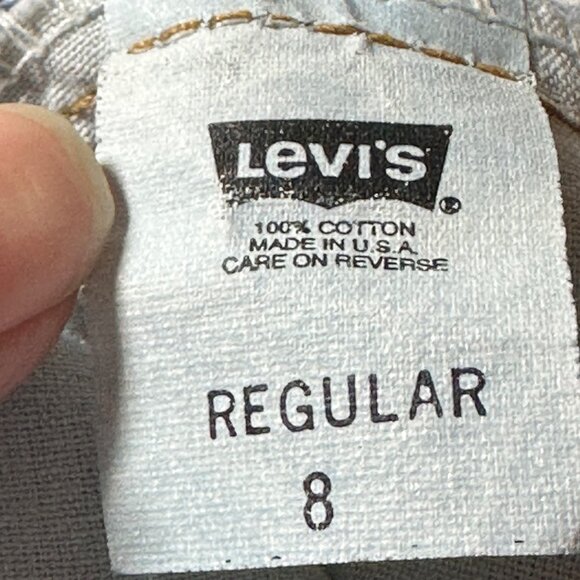 LEVI'S ®
100% COTTON
MADE IN U.S.A.
CARE ON REVERSE
REGULAR
8